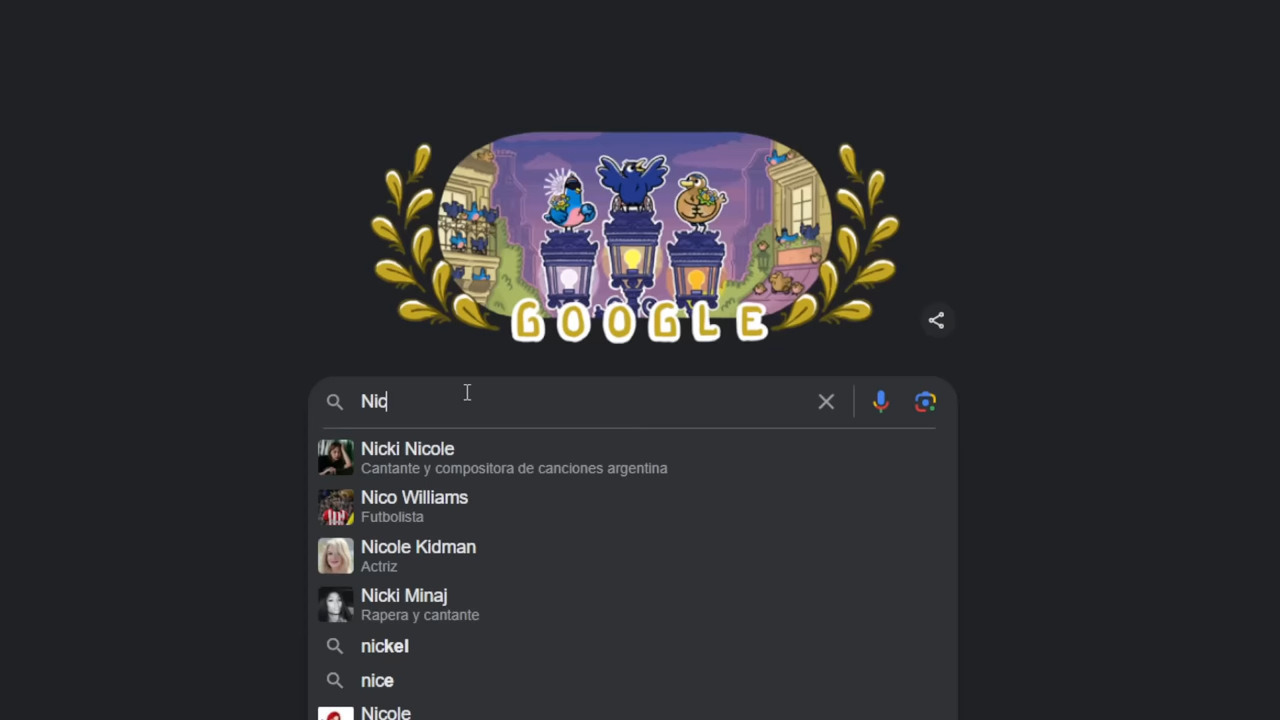 GOOGLE
Nic
Nicki Nicole
Cantante y compositora de canciones argentina
Nico Williams
Futbolista
Nicole Kidman
Actriz
Nicki Minaj
Rapera y cantante
nickel
nice
Nicole